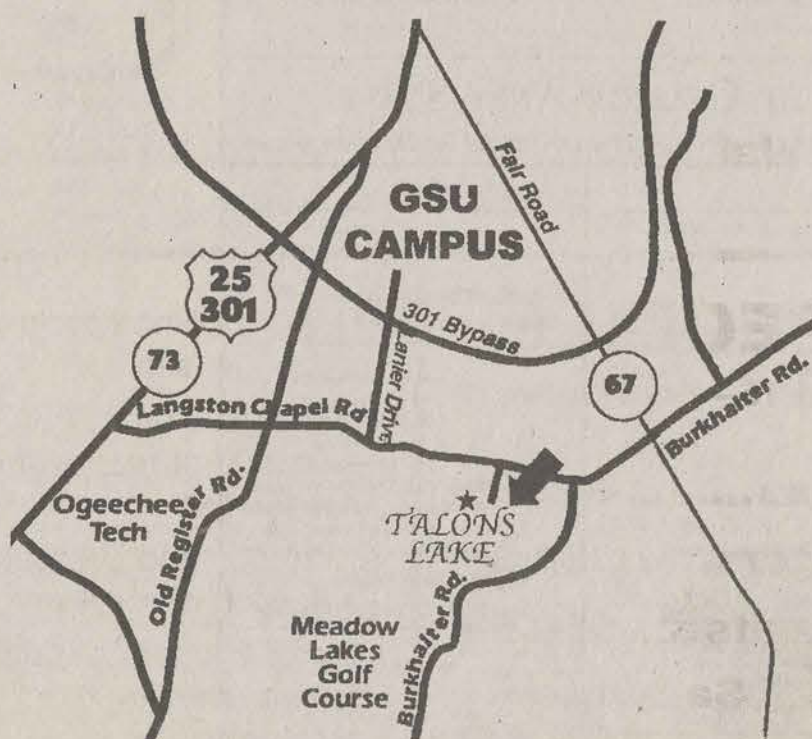 Fair Road
GSU
CAMPUS
25
301
301 Bypass
73
67
Lanier Drive
Langston Chapel Rd
Burkhalter Rd.
Ogeechee
Tech
Old Register Rd.
TALONS
LAKE
Meadow
Lakes
Golf
Course
Burkhalter Rd.